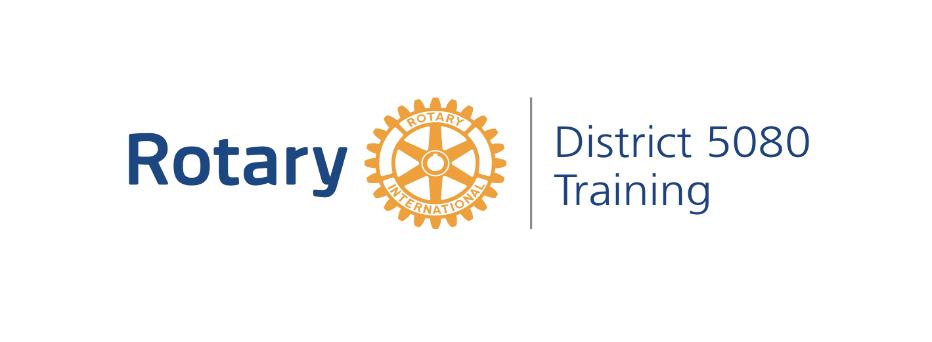 Rotary
ROTARY
INTERNATIONAL
District 5080
Training